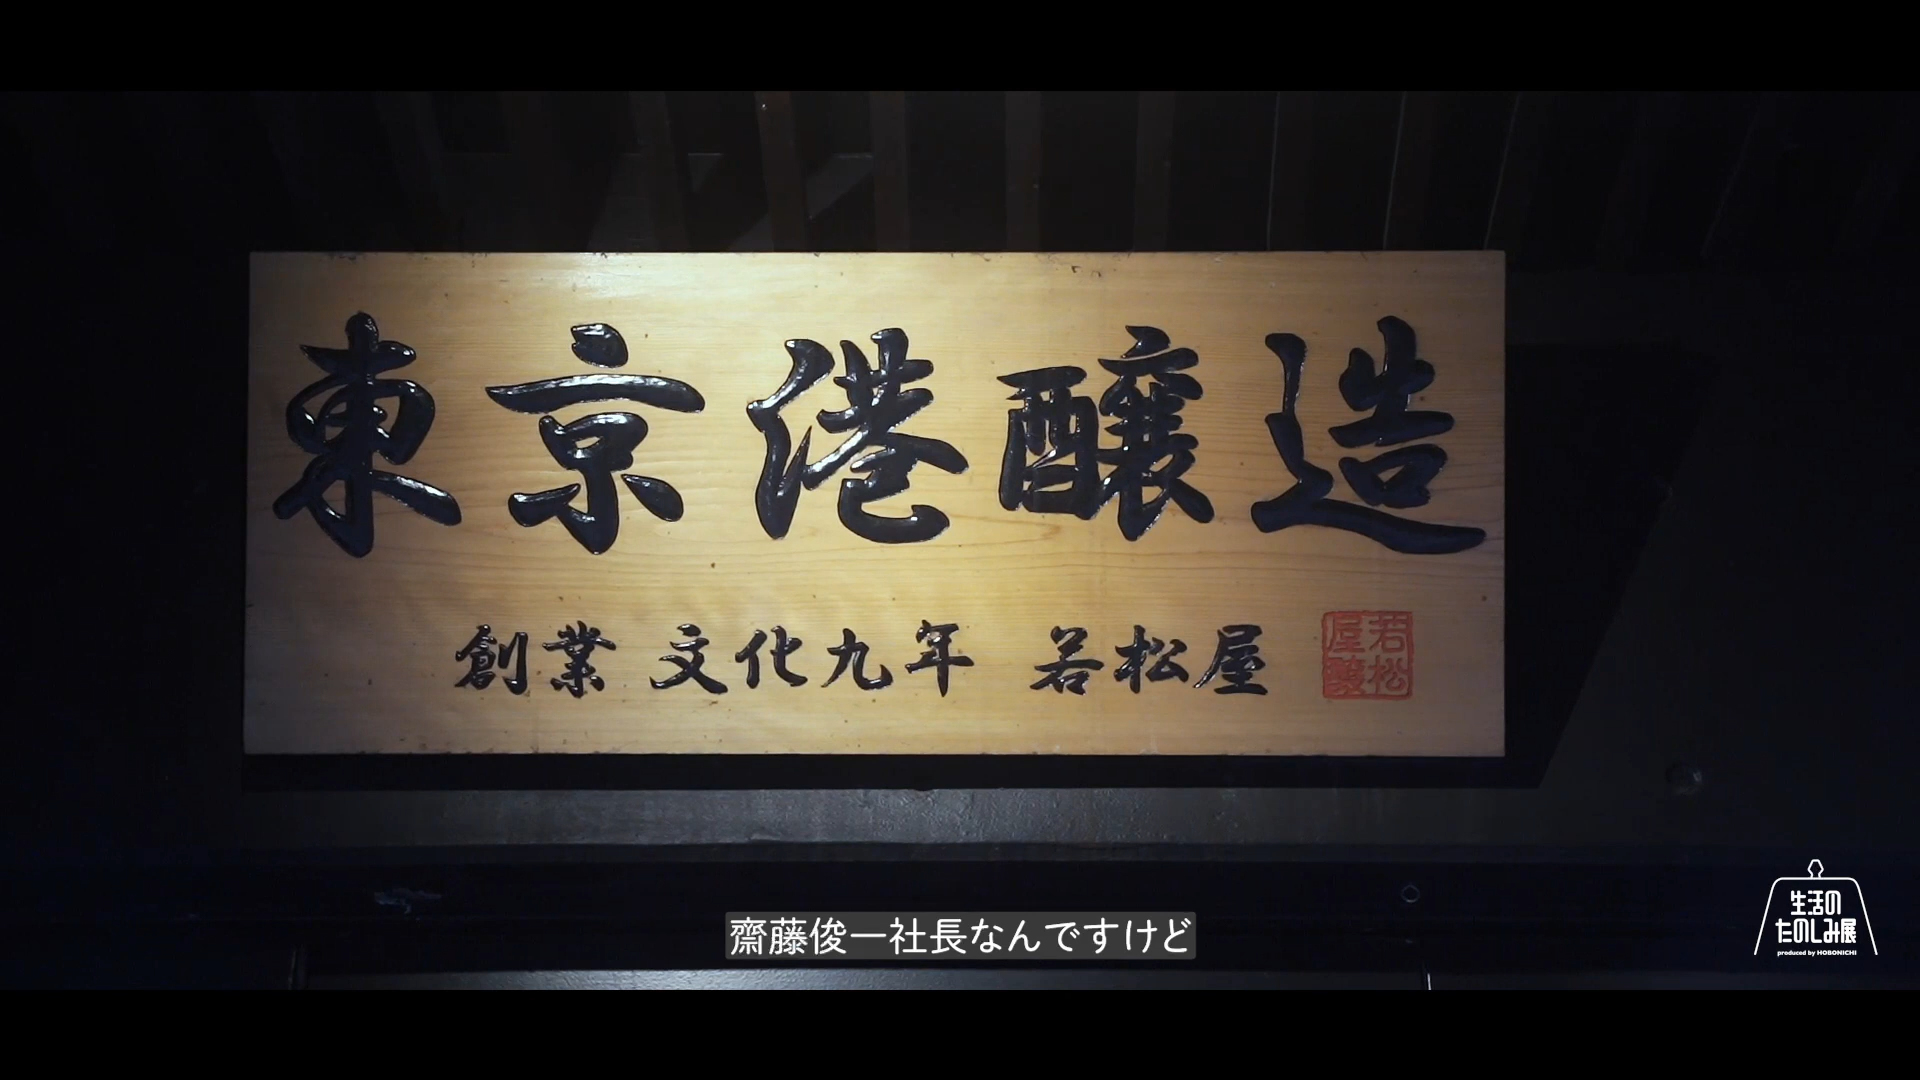 東京港醸造
創業 文化九年 若松屋
若松
屋醸
齋藤俊一社長なんですけど
生活の
たのしみ展
produced by HOBONICHI